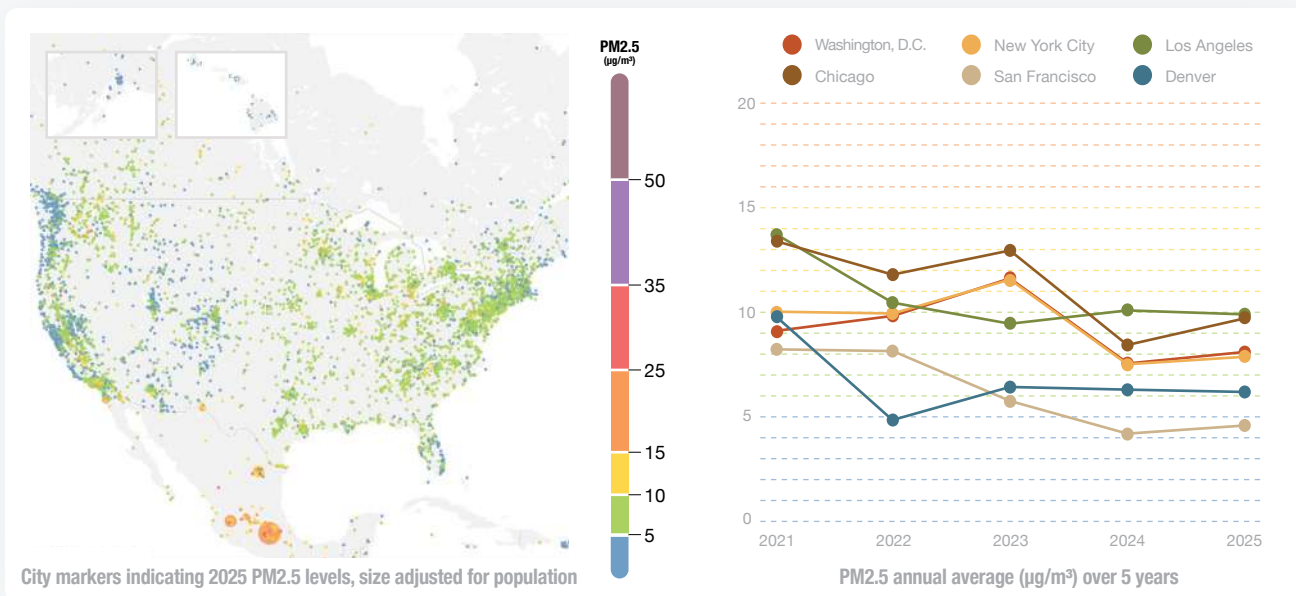 PM2.5
(µg/m³)
50
35
25
15
10
5
City markers indicating 2025 PM2.5 levels, size adjusted for population
Washington, D.C.
New York City
Los Angeles
Chicago
San Francisco
Denver
20
15
10
5
0
2021
2022
2023
2024
2025
PM2.5 annual average (µg/m³) over 5 years